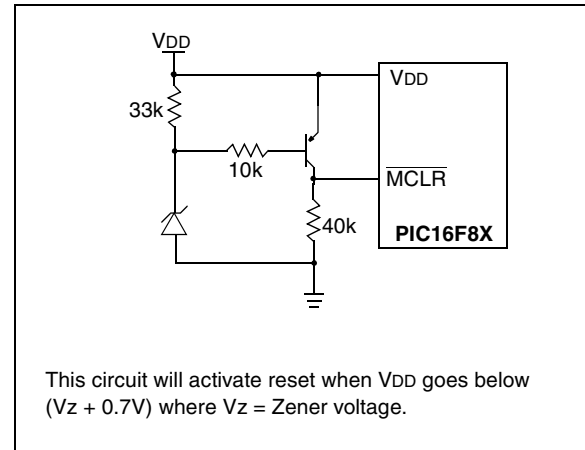 VDD
VDD
33k
10k
MCLR
40k
PIC16F8X
This circuit will activate reset when VDD goes below
(Vz + 0.7V) where Vz = Zener voltage.